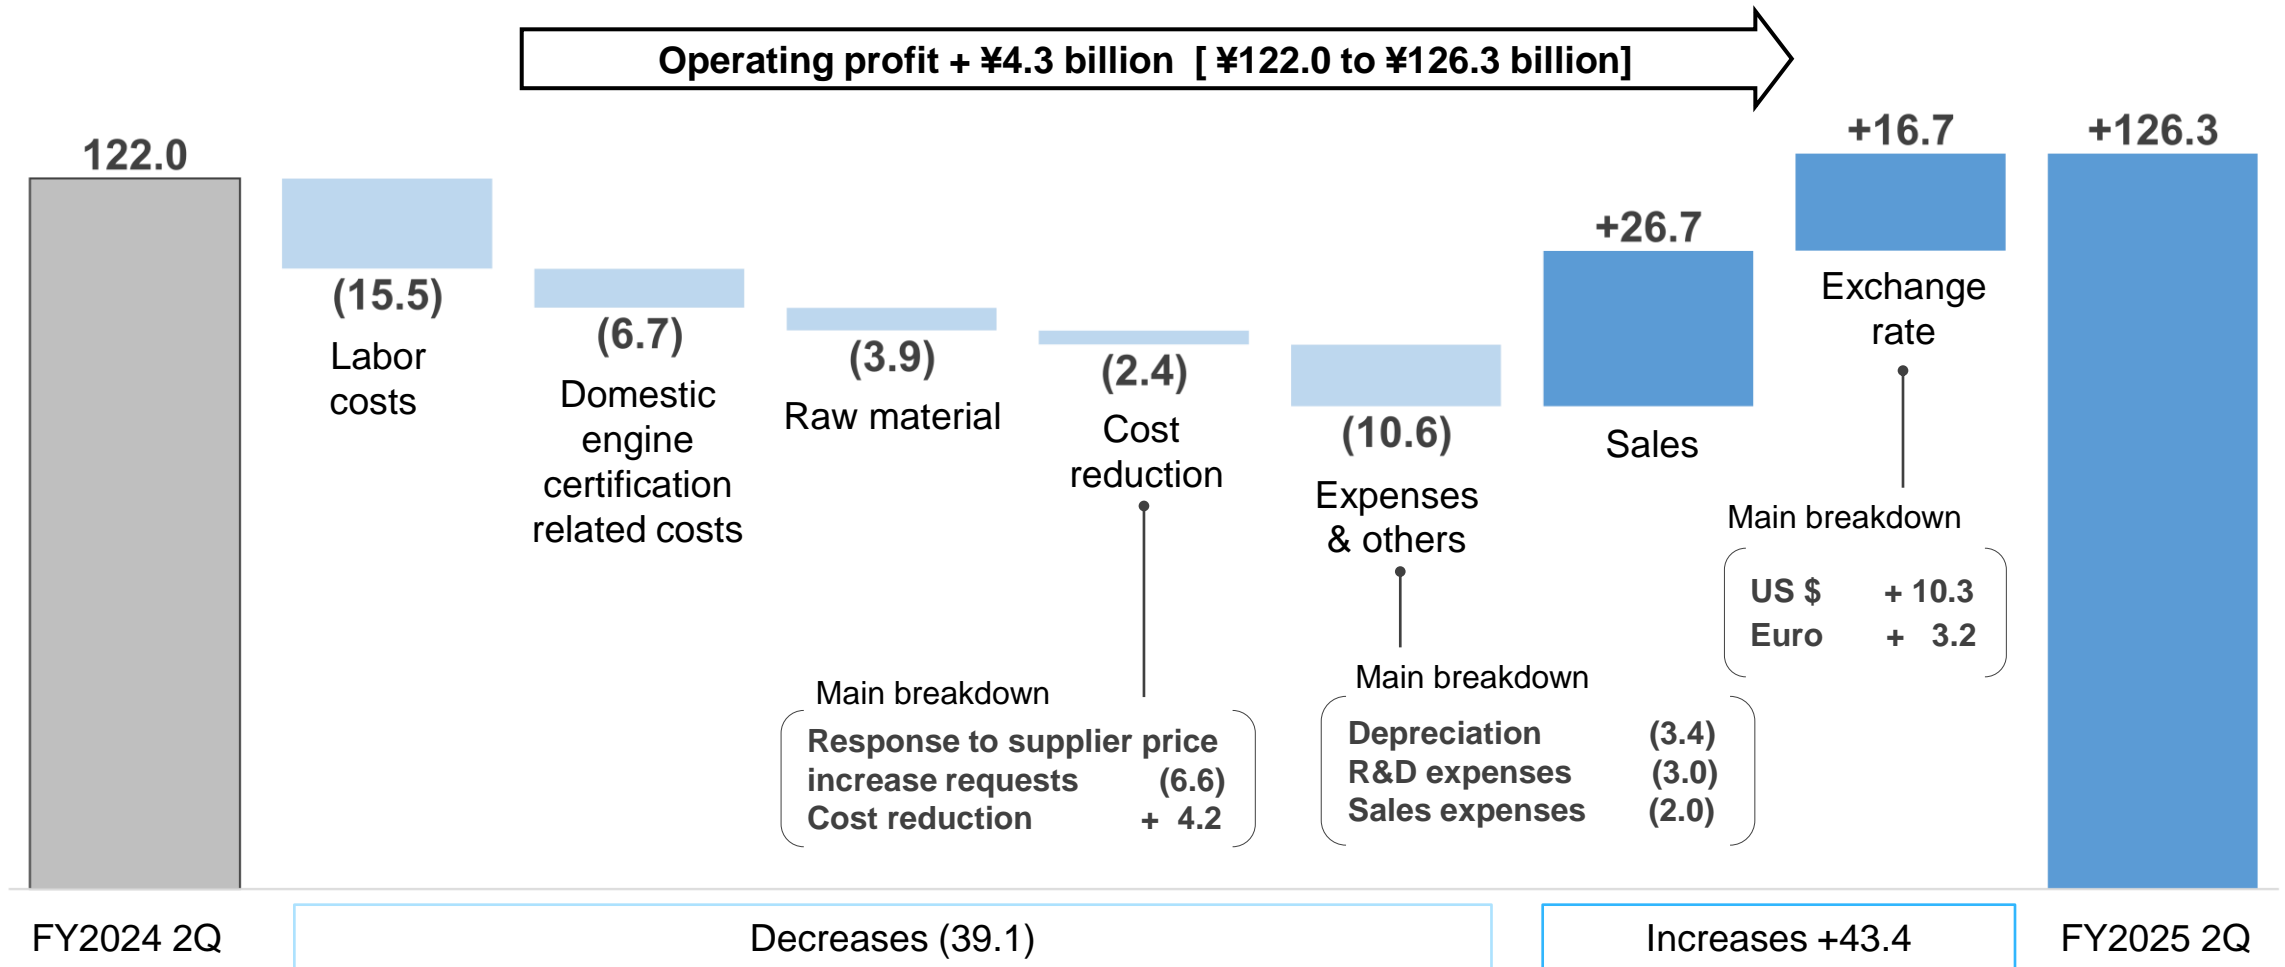 Operating profit + ¥4.3 billion [ ¥122.0 to ¥126.3 billion]
122.0
(15.5)
Labor
costs
(6.7)
Domestic
engine
certification
related costs
(3.9)
Raw material
(2.4)
Cost
reduction
Main breakdown
Response to supplier price
increase requests (6.6)
Cost reduction + 4.2
(10.6)
Expenses
& others
Main breakdown
Depreciation (3.4)
R&D expenses (3.0)
Sales expenses (2.0)
+26.7
Sales
+16.7
Exchange
rate
Main breakdown
US $ + 10.3
Euro + 3.2
+126.3
FY2024 2Q
Decreases (39.1)
Increases +43.4
FY2025 2Q